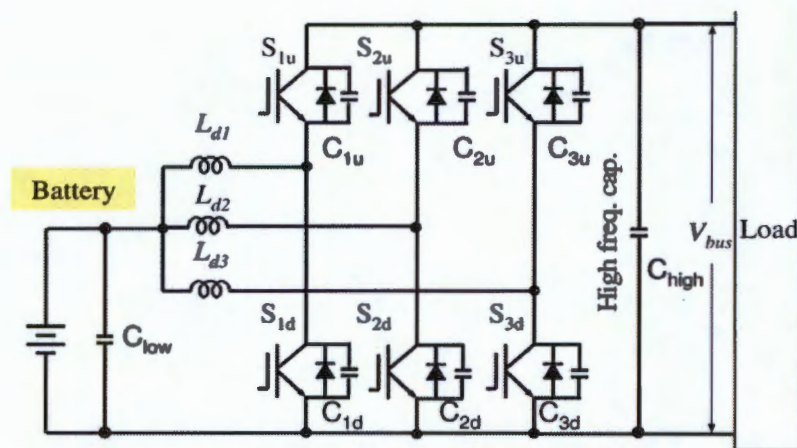 S1u
S2u
S3u
Ld1
C1u
C2u
C3u
Battery
Ld2
Ld3
High freq. cap.
Vbus
Load
Chigh
S1d
S2d
S3d
Clow
C1d
C2d
C3d